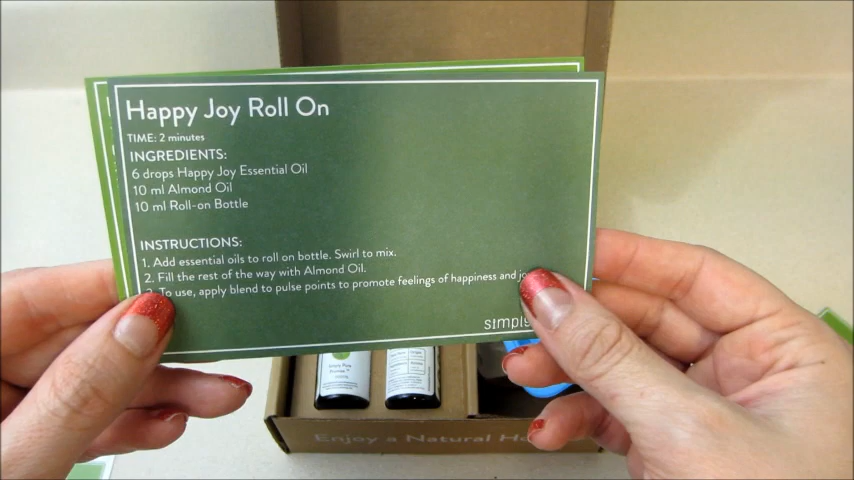 Happy Joy Roll On
TIME: 2 minutes
INGREDIENTS:
6 drops Happy Joy Essential Oil
10 ml Almond Oil
10 ml Roll-on Bottle
INSTRUCTIONS:
1. Add essential oils to roll on bottle. Swirl to mix.
2. Fill the rest of the way with Almond Oil.
To use, apply blend to pulse points to promote feelings of happiness and
Simply Pure
Promise™
Enjoy a Natural